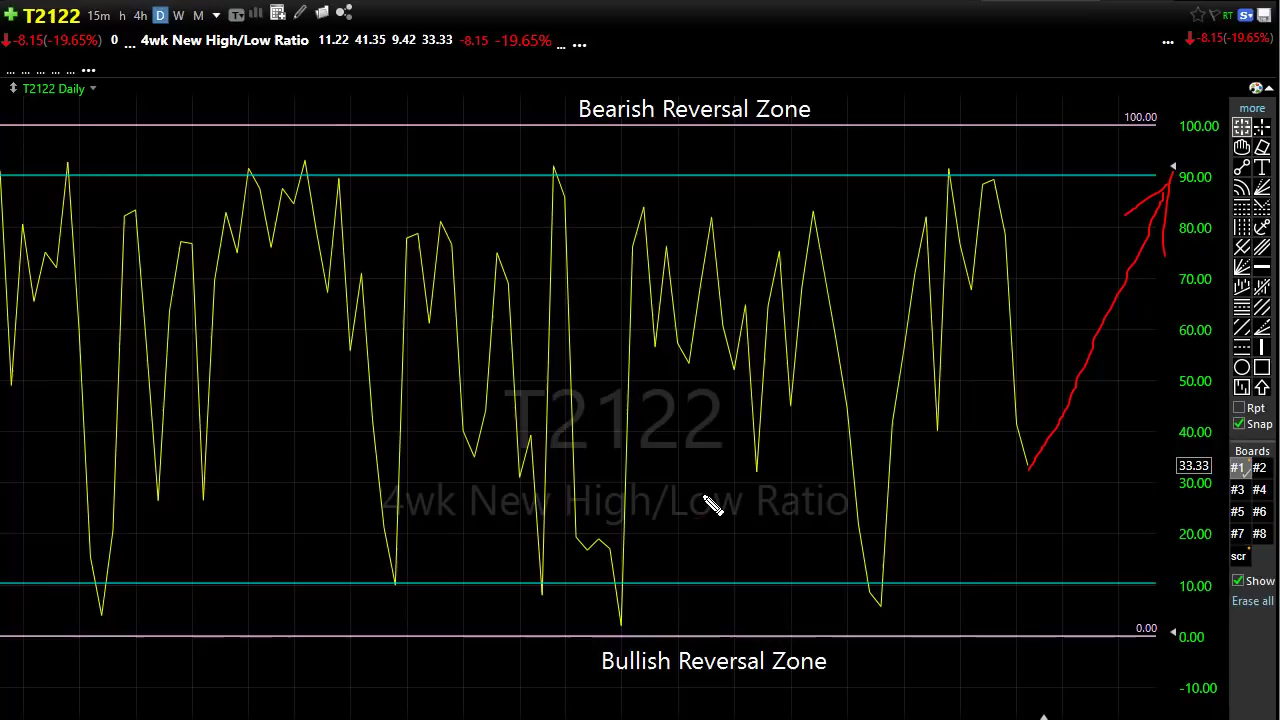 T2122 15m h 4h D W M T RT S
-8.15(-19.65%) 0 ... 4wk New High/Low Ratio 11.22 41.35 9.42 33.33 -8.15 -19.65% ... ... ... -8.15(-19.65%)
... ... ... ... ... ...
T2122 Daily
more
Bearish Reversal Zone
100.00
100.00
90.00
80.00
70.00
60.00
50.00
40.00
33.33
30.00
20.00
10.00
0.00
0.00
-10.00
T2122
4wk New High/Low Ratio
Bullish Reversal Zone
T
Rpt
Snap
Boards
#1 #2
#3 #4
#5 #6
#7 #8
scr
Show
Erase all